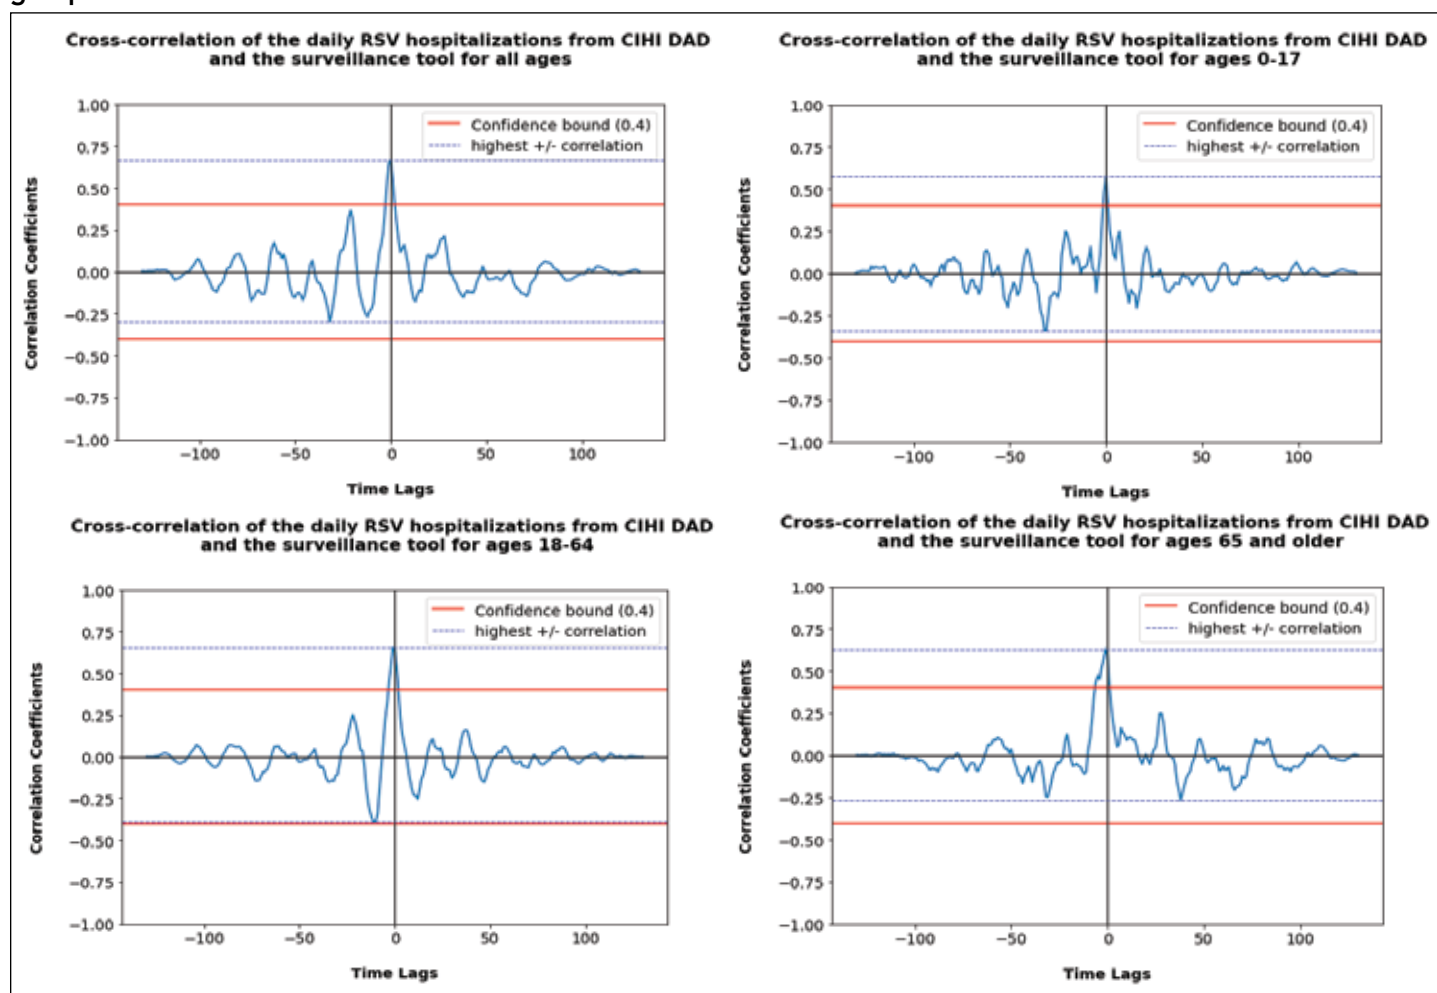 Cross-correlation of the daily RSV hospitalizations from CIHI DAD
and the surveillance tool for all ages
1.00
0.75
0.50
0.25
0.00
−0.25
−0.50
−0.75
−1.00
Correlation Coefficients
Confidence bound (0.4)
highest +/- correlation
−100
−50
0
50
100
Time Lags
Cross-correlation of the daily RSV hospitalizations from CIHI DAD
and the surveillance tool for ages 0-17
1.00
0.75
0.50
0.25
0.00
−0.25
−0.50
−0.75
−1.00
Correlation Coefficients
Confidence bound (0.4)
highest +/- correlation
−100
−50
0
50
100
Time Lags
Cross-correlation of the daily RSV hospitalizations from CIHI DAD
and the surveillance tool for ages 18-64
1.00
0.75
0.50
0.25
0.00
−0.25
−0.50
−0.75
−1.00
Correlation Coefficients
Confidence bound (0.4)
highest +/- correlation
−100
−50
0
50
100
Time Lags
Cross-correlation of the daily RSV hospitalizations from CIHI DAD
and the surveillance tool for ages 65 and older
1.00
0.75
0.50
0.25
0.00
−0.25
−0.50
−0.75
−1.00
Correlation Coefficients
Confidence bound (0.4)
highest +/- correlation
−100
−50
0
50
100
Time Lags